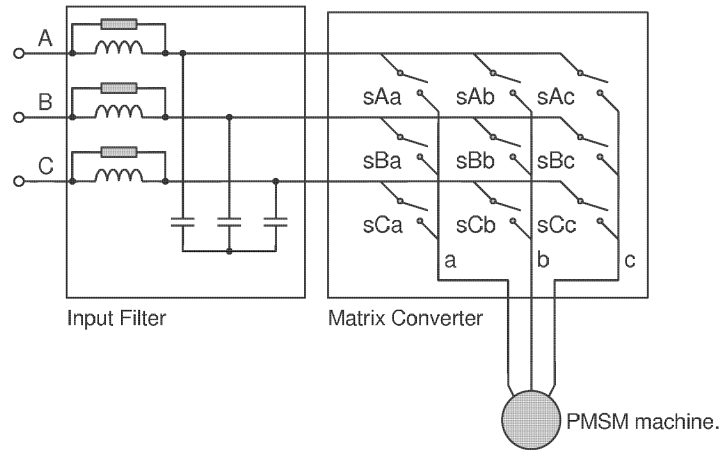 A
B
C
sAa sAb sAc
sBa sBb sBc
sCa sCb sCc
a b c
Input Filter
Matrix Converter
PMSM machine.